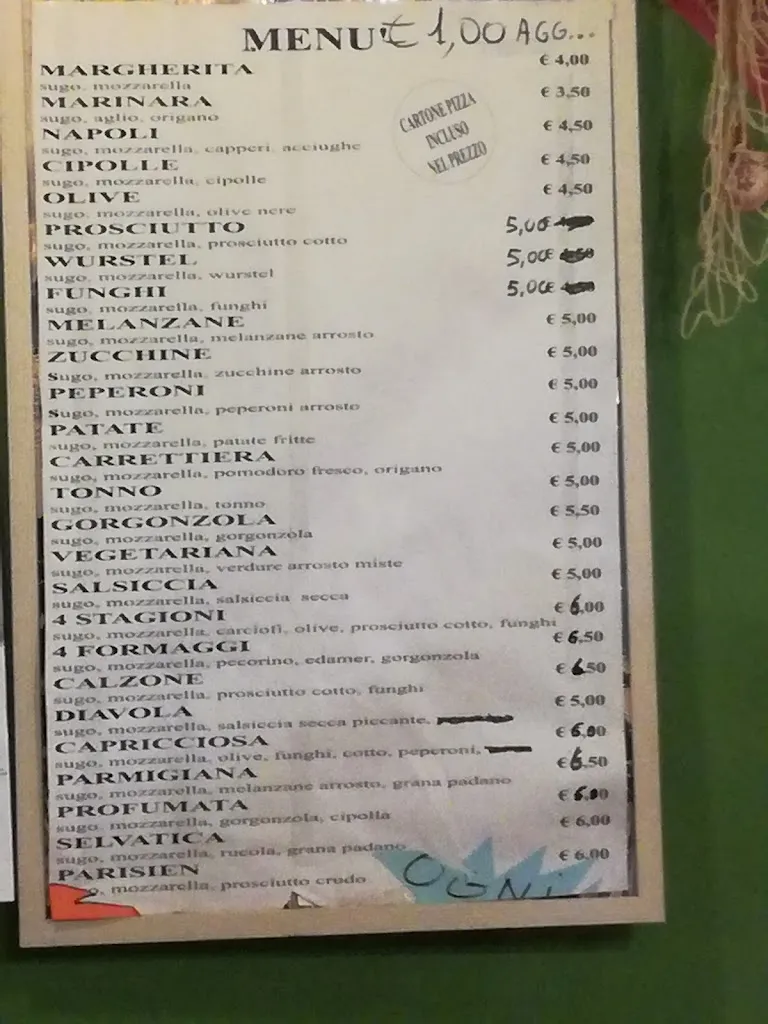 MENU' € 1,00 AGG...
MARGHERITA € 4,00
sugo, mozzarella
MARINARA € 3,50
sugo, aglio, origano
NAPOLI € 4,50
sugo, mozzarella, capperi, acciughe
CIPOLLE € 4,50
sugo, mozzarella, cipolle
OLIVE € 4,50
sugo, mozzarella, olive nere
PROSCIUTTO 5,00€
sugo, mozzarella, prosciutto cotto
WURSTEL 5,00€
sugo, mozzarella, wurstel
FUNGHI 5,00€
sugo, mozzarella, funghi
MELANZANE € 5,00
sugo, mozzarella, melanzane arrosto
ZUCCHINE € 5,00
Sugo, mozzarella, zucchine arrosto
PEPERONI € 5,00
Sugo, mozzarella, peperoni arrosto
PATATE € 5,00
sugo, mozzarella, patate fritte
CARRETTIERA € 5,00
sugo, mozzarella, pomodoro fresco, origano
TONNO € 5,00
sugo, mozzarella, tonno
GORGONZOLA € 5,50
sugo, mozzarella, gorgonzola
VEGETARIANA € 5,00
sugo, mozzarella, verdure arrosto miste
SALSICCIA € 5,00
sugo, mozzarella, salsiccia secca
4 STAGIONI € 6,00
sugo, mozzarella, carciofi, olive, prosciutto cotto, funghi
4 FORMAGGI € 6,50
sugo, mozzarella, pecorino, edamer, gorgonzola
CALZONE € 6,50
sugo, mozzarella, prosciutto cotto, funghi
DIAVOLA € 5,00
sugo, mozzarella, salsiccia secca piccante,
CAPRICCIOSA € 6,00
sugo, mozzarella, olive, funghi, cotto, peperoni,
PARMIGIANA € 6,50
sugo, mozzarella, melanzane arrosto, grana padano
PROFUMATA € 6,00
sugo, mozzarella, gorgonzola, cipolla
SELVATICA € 6,00
sugo, mozzarella, rucola, grana padano
PARISIEN € 6,00
mozzarella, prosciutto crudo
CARTONE PIZZA
INCLUSO
NEL PREZZO
OGNI